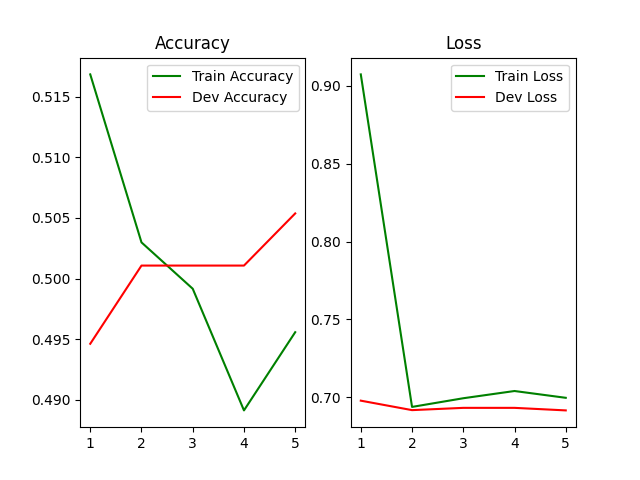 Accuracy
Loss
Train Accuracy
Dev Accuracy
Train Loss
Dev Loss
0.515
0.510
0.505
0.500
0.495
0.490
0.90
0.85
0.80
0.75
0.70
1 2 3 4 5
1 2 3 4 5